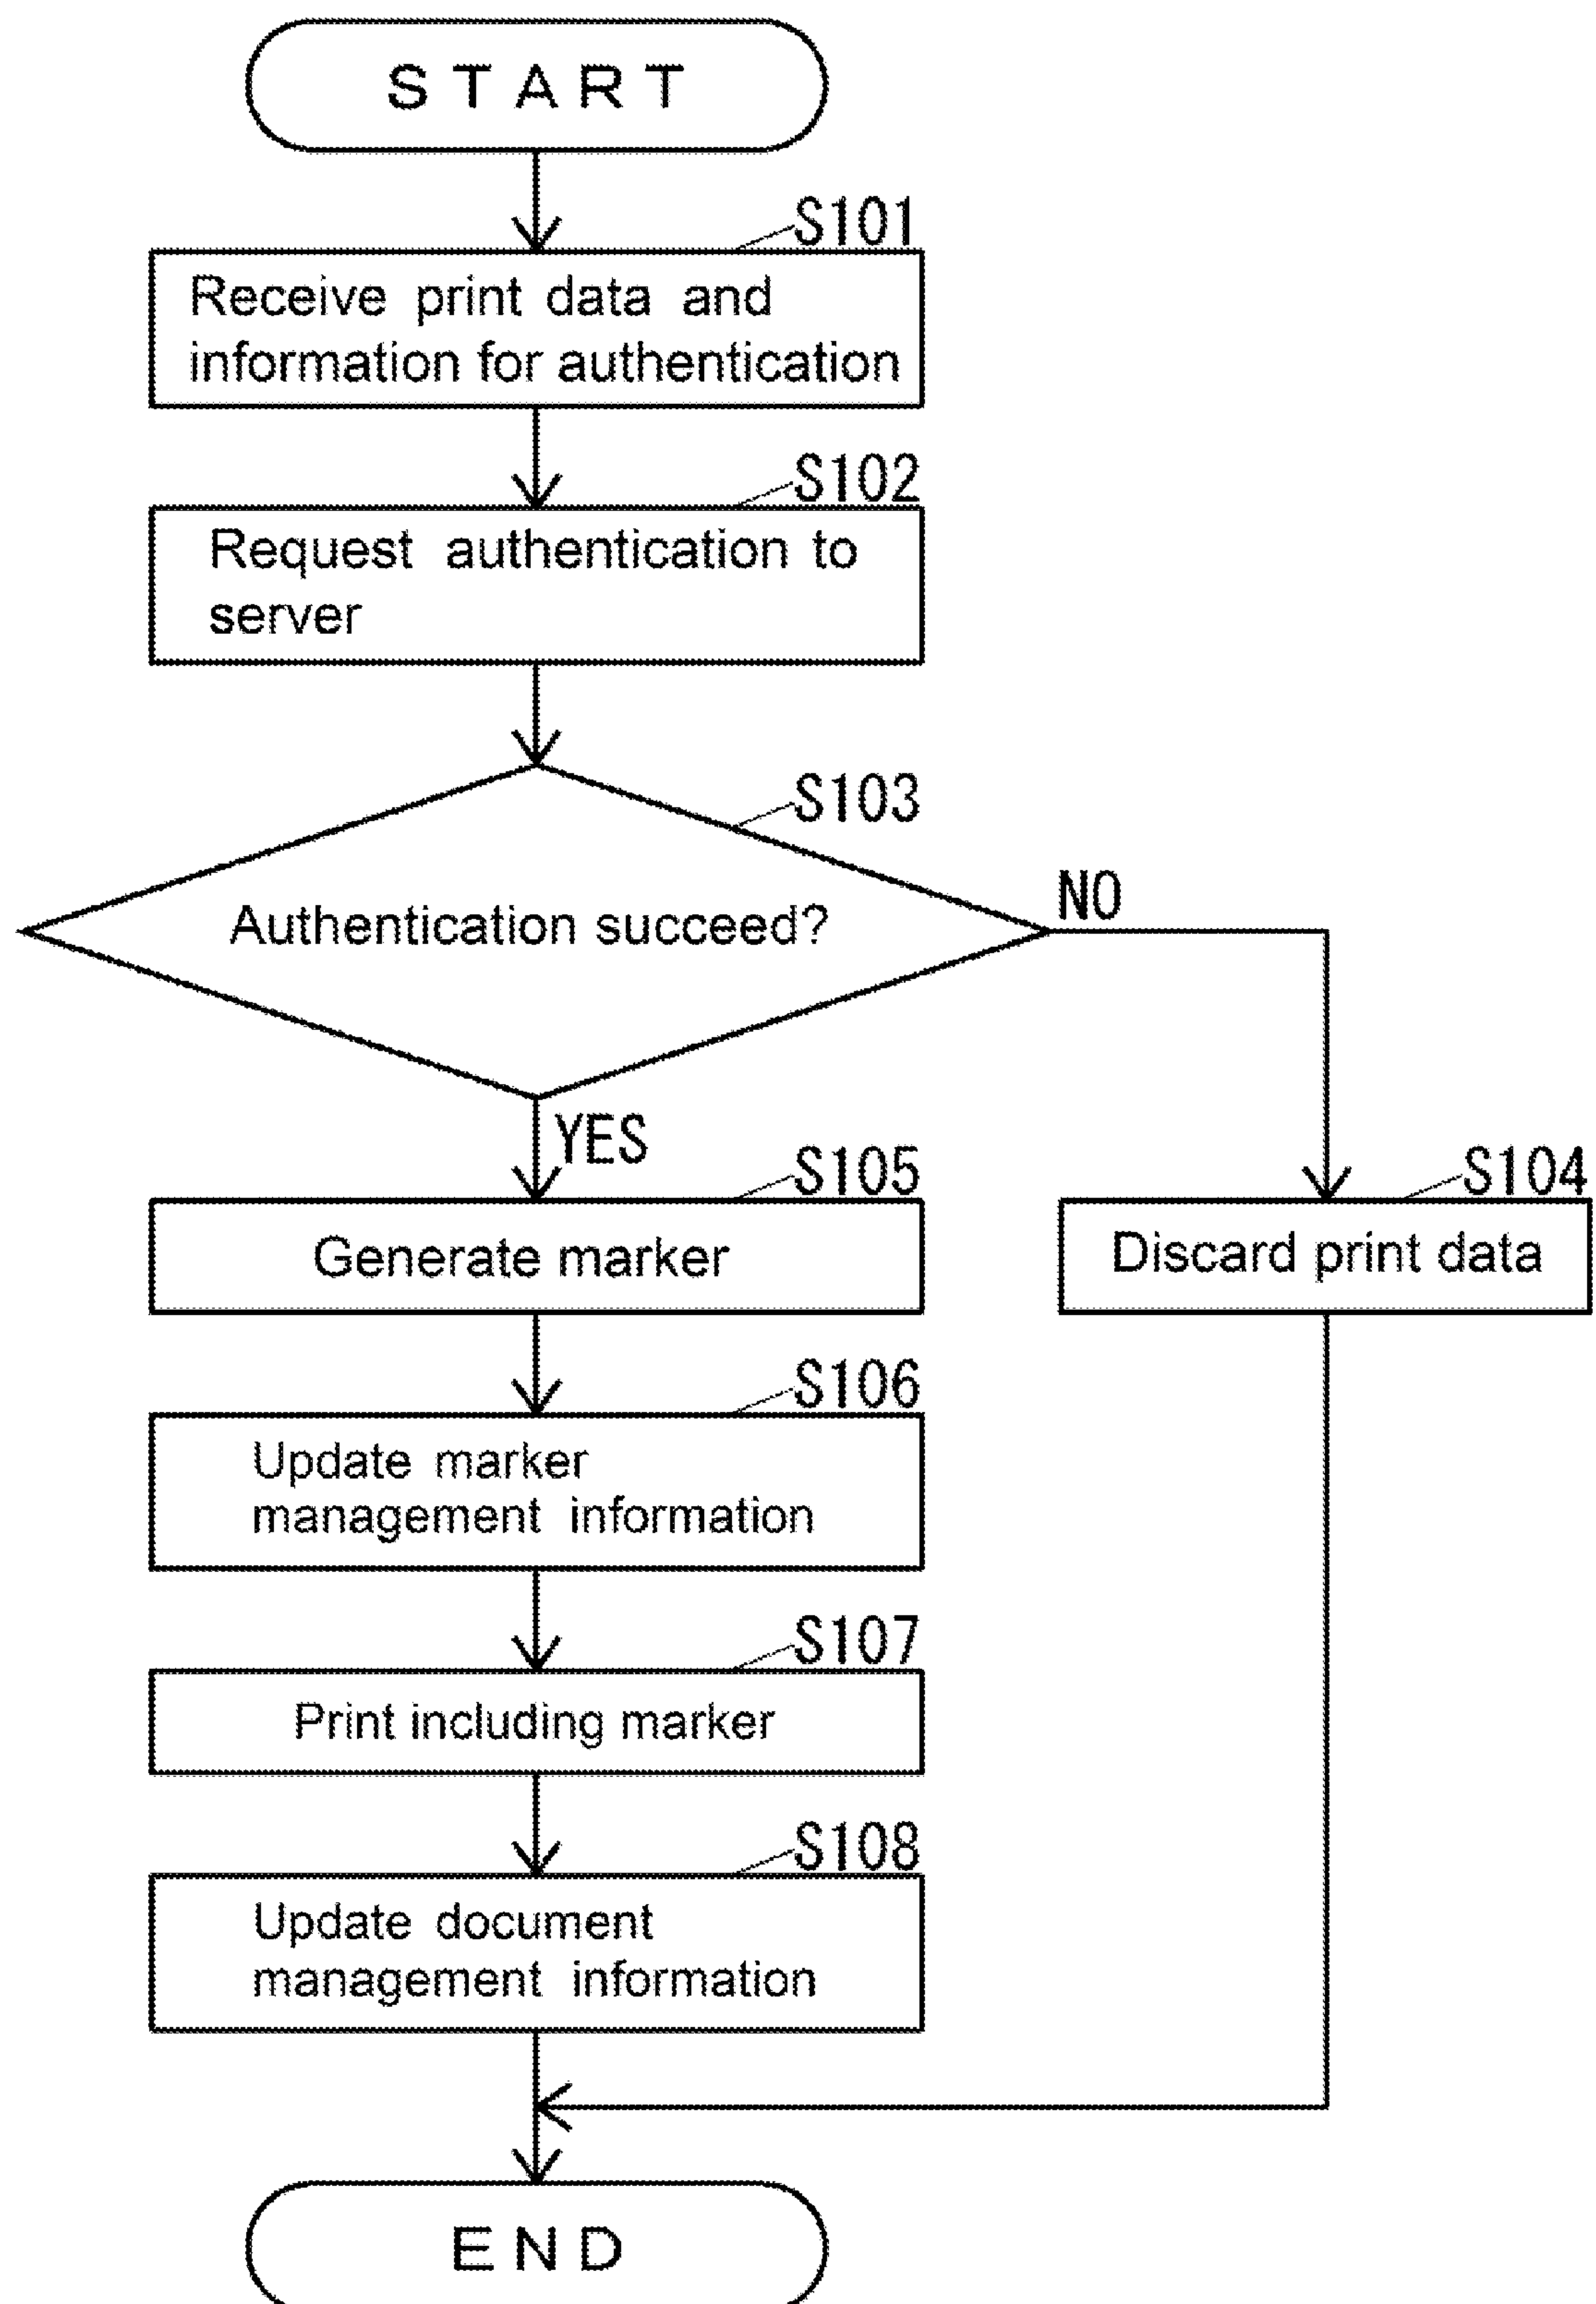 START
S101
Receive print data and
information for authentication
S102
Request authentication to
server
S103
Authentication succeed?
NO
YES
S105
Generate marker
S104
Discard print data
S106
Update marker
management information
S107
Print including marker
S108
Update document
management information
END